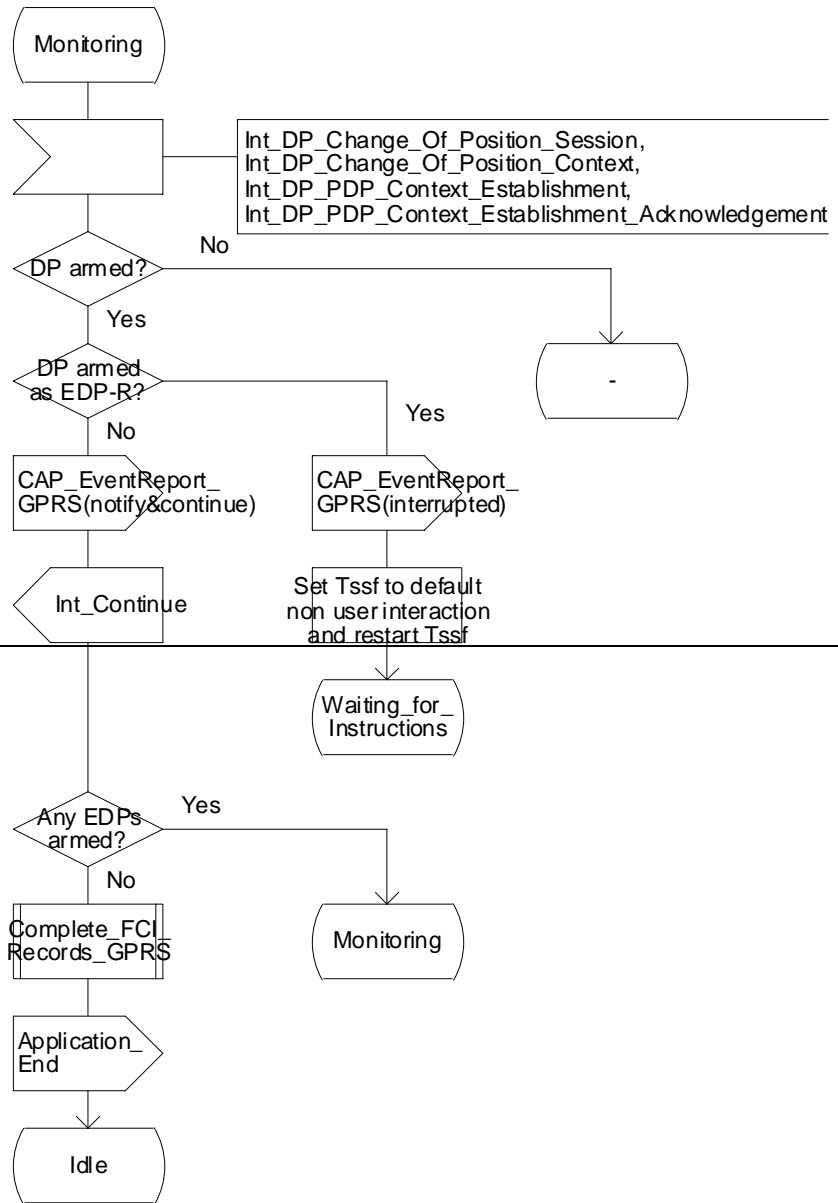 Monitoring
Int_DP_Change_Of_Position_Session,
Int_DP_Change_Of_Position_Context,
Int_DP_PDP_Context_Establishment,
Int_DP_PDP_Context_Establishment_Acknowledgement
DP armed?
No
Yes
-
DP armed
as EDP-R?
Yes
No
CAP_EventReport_
GPRS(notify&continue)
CAP_EventReport_
GPRS(interrupted)
Int_Continue
Set Tssf to default
non user interaction
and restart Tssf
Waiting_for_
Instructions
Any EDPs
armed?
Yes
No
Complete_FCI_
Records_GPRS
Monitoring
Application_
End
Idle